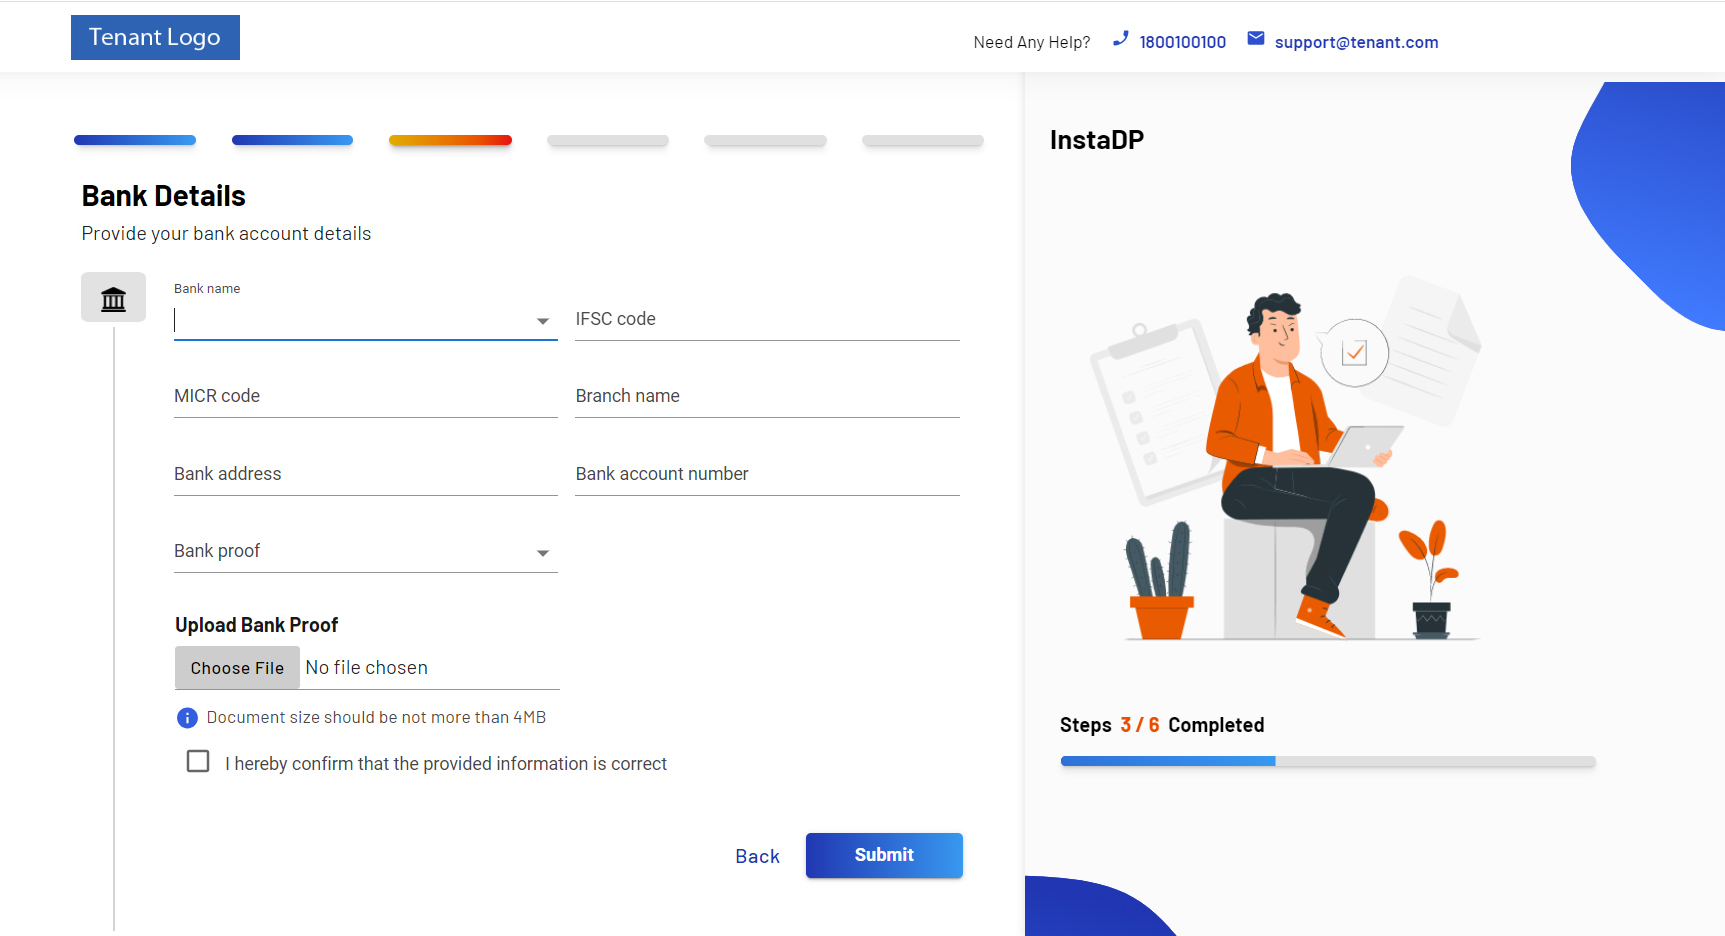 Tenant Logo
Need Any Help? 1800100100 support@tenant.com
InstaDP
Bank Details
Provide your bank account details
Bank name
IFSC code
MICR code
Branch name
Bank address
Bank account number
Bank proof
Upload Bank Proof
Choose File No file chosen
Document size should be not more than 4MB
I hereby confirm that the provided information is correct
Back
Submit
Steps 3 / 6 Completed